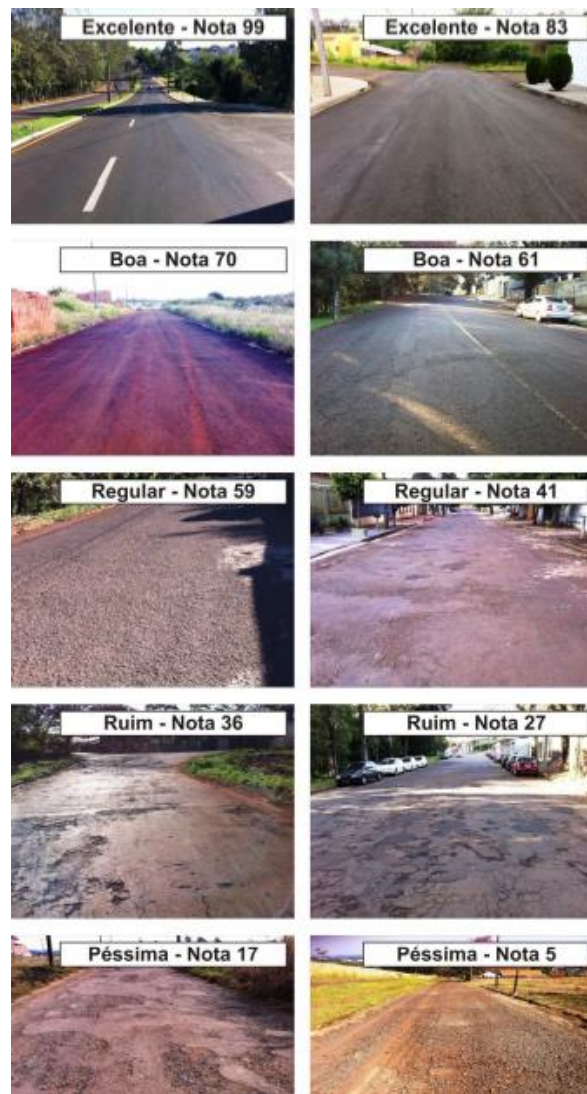 Excelente - Nota 99
Excelente - Nota 83
Boa - Nota 70
Boa - Nota 61
Regular - Nota 59
Regular - Nota 41
Ruim - Nota 36
Ruim - Nota 27
Péssima - Nota 17
Péssima - Nota 5